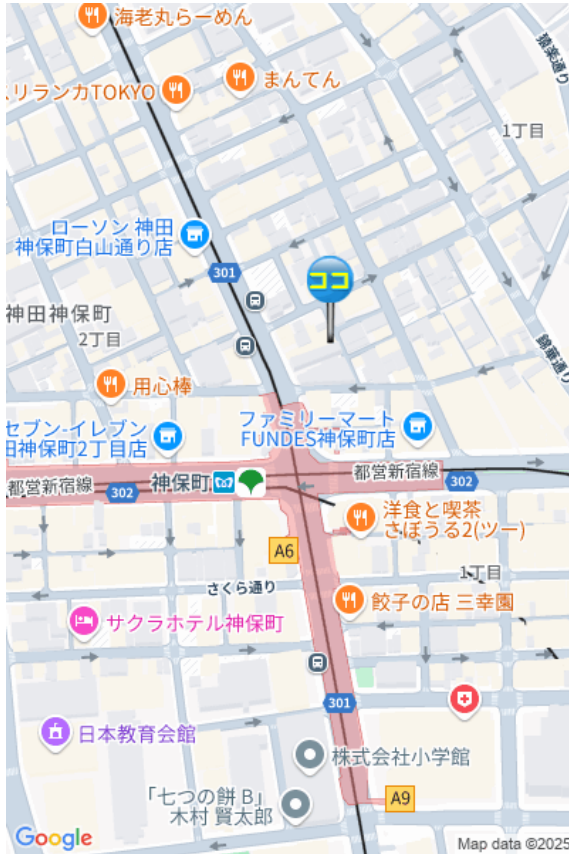 海老丸らーめん
スリランカTOKYO
まんてん
猿楽通り
1丁目
ローソン 神田
神保町白山通り店
301
ココ
神田神保町
2丁目
錦華通り
用心棒
セブン-イレブン
田神保町2丁目店
ファミリーマート
FUNDES神保町店
都営新宿線
302
神保町
都営新宿線
302
洋食と喫茶
さぼうる2(ツー)
A6
さくら通り
1丁目
餃子の店 三幸園
サクラホテル神保町
301
日本教育会館
株式会社小学館
「七つの餅 B」
木村 賢太郎
A9
Google
Map data ©2025